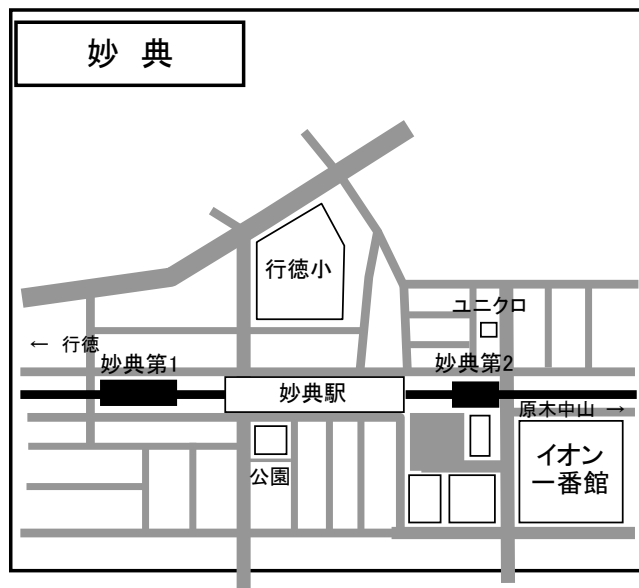 妙 典
行徳小
ユニクロ
← 行徳
妙典第1
妙典第2
妙典駅
原木中山 →
公園
イオン
一番館